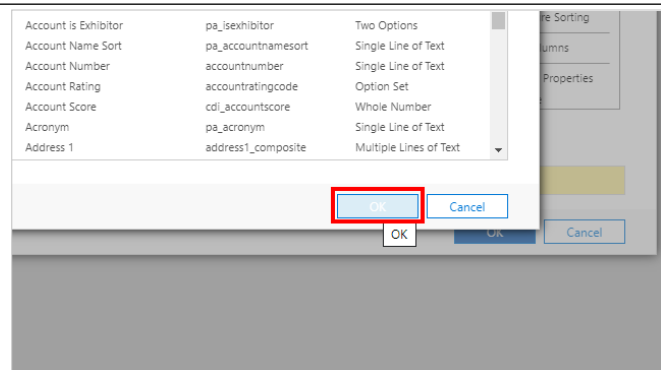 re Sorting
Account is Exhibitor pa_isexhibitor Two Options
Account Name Sort pa_accountnamesort Single Line of Text
umns
Account Number accountnumber Single Line of Text
Account Rating accountratingcode Option Set
Properties
Account Score cdi_accountscore Whole Number
Acronym pa_acronym Single Line of Text
Address 1 address1_composite Multiple Lines of Text
OK Cancel
OK
OK Cancel